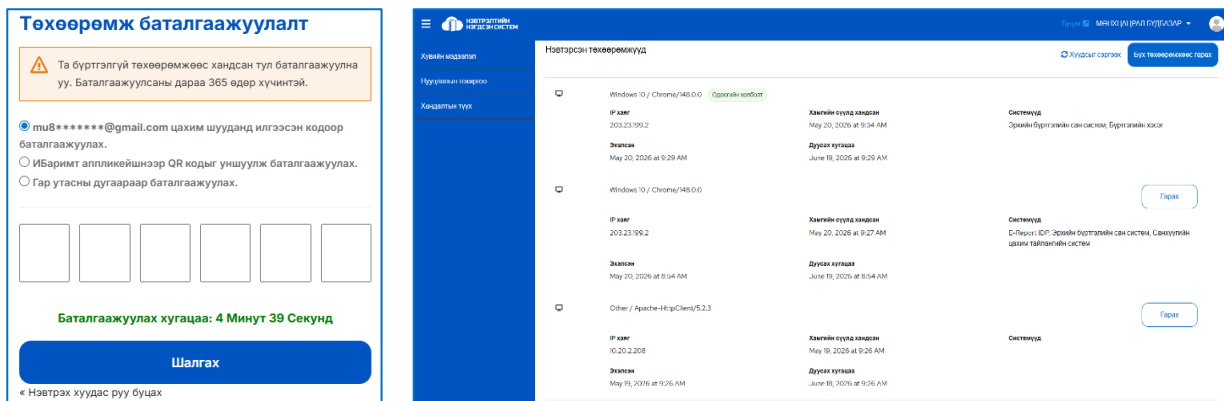 Төхөөрөмж баталгаажуулалт
Та бүртгэлгүй төхөөрөмжөөс хандсан тул баталгаажуулна
уу. Баталгаажуулсаны дараа 365 өдөр хүчинтэй.
mu8*******@gmail.com цахим шууданд илгээсэн кодоор
баталгаажуулах.
ИБаримт аппликейшнээр QR кодыг уншуулж баталгаажуулах.
Гар утасны дугаараар баталгаажуулах.
Баталгаажуулах хугацаа: 4 Минут 39 Секунд
Шалгах
« Нэвтрэх хуудас руу буцах
НЭВТРЭЛТИЙН
НЭГДСЭН СИСТЕМ
Хувийн мэдээлэл
Нууцлалын тохиргоо
Хандалтын түүх
Нэвтэрсэн төхөөрөмжүүд
Хуудсыг сэргээх
Бүх төхөөрөмжөөс гарах
Windows 10 / Chrome/148.0.0 Одоогийн холболт
IP хаяг Хамгийн сүүлд хандсан Системүүд
203.23.199.2 May 20, 2026 at 9:34 AM Эрхийн бүртгэлийн сан систем, Бүртгэлийн хэсэг
Эхэлсэн Дуусах хугацаа
May 20, 2026 at 9:29 AM June 19, 2026 at 9:29 AM
Windows 10 / Chrome/148.0.0 Гарах
IP хаяг Хамгийн сүүлд хандсан Системүүд
203.23.199.2 May 20, 2026 at 9:27 AM E-Report IDP, Эрхийн бүртгэлийн сан систем, Санхүүгийн
цахим тайлангийн систем
Эхэлсэн Дуусах хугацаа
May 20, 2026 at 8:54 AM June 19, 2026 at 8:54 AM
Other / Apache-HttpClient/5.2.3 Гарах
IP хаяг Хамгийн сүүлд хандсан Системүүд
10.20.2.208 May 19, 2026 at 9:26 AM
Эхэлсэн Дуусах хугацаа
May 19, 2026 at 9:26 AM June 18, 2026 at 9:26 AM